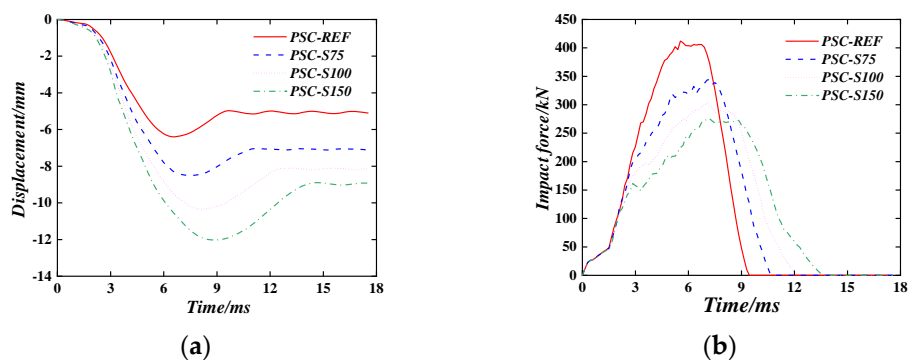 0
-2
-4
-6
-8
-10
-12
-14
Displacement/mm
PSC-REF
PSC-S75
PSC-S100
PSC-S150
0 3 6 9 12 15 18
Time/ms
(a)
400
350
300
250
200
150
100
50
0
Impact force/kN
PSC-REF
PSC-S75
PSC-S100
PSC-S150
0 3 6 9 12 15 18
Time/ms
(b)